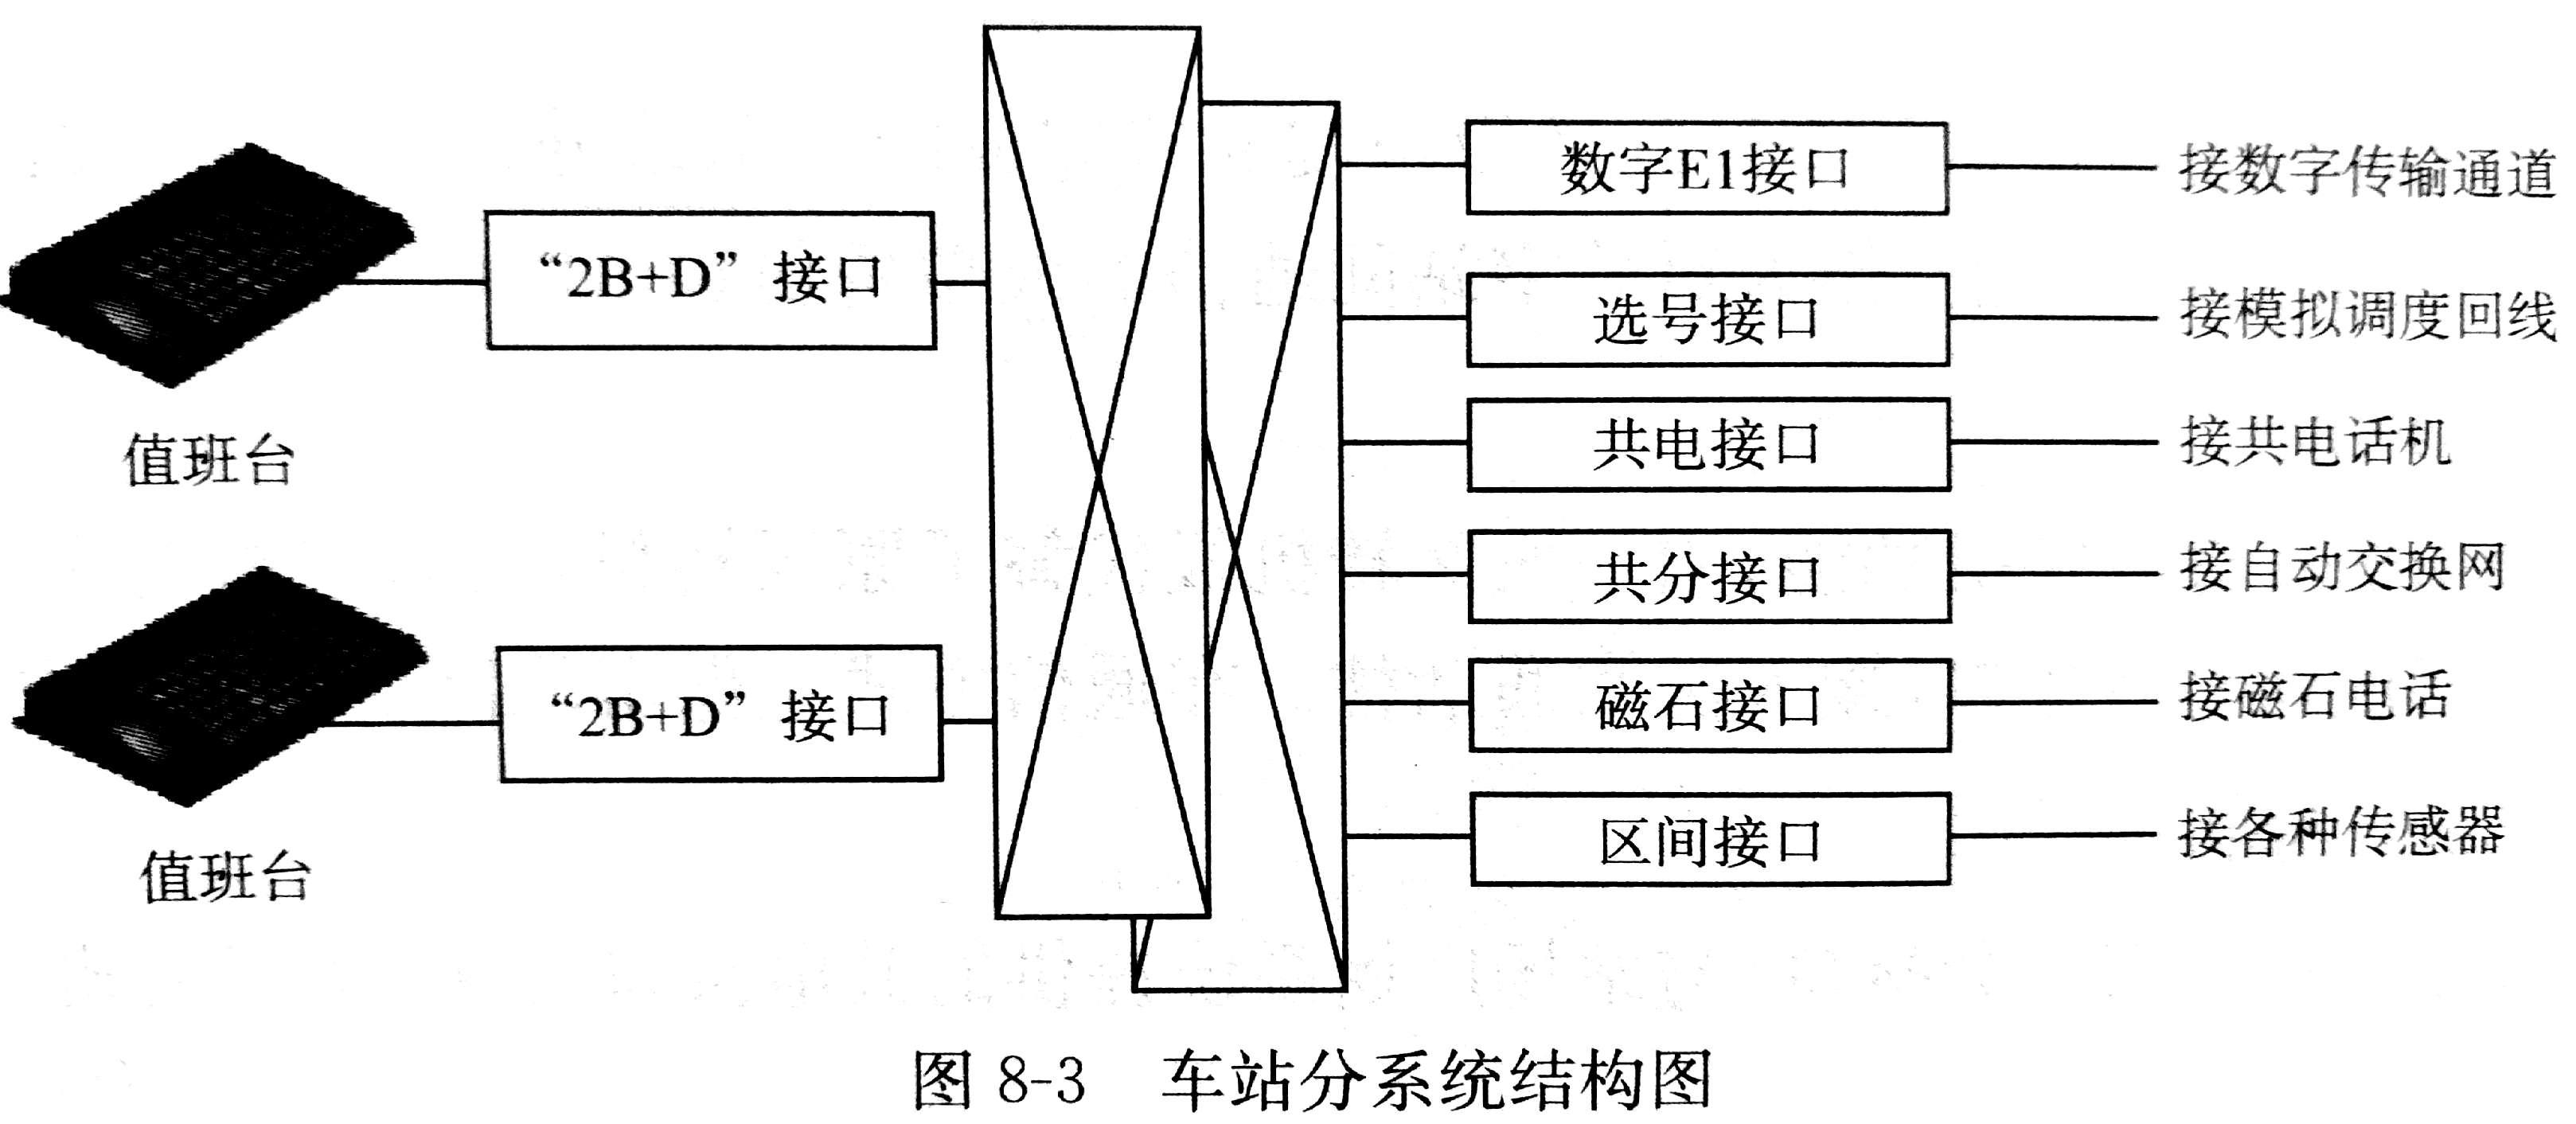 数字E1接口
接数字传输通道
“2B+D”接口
选号接口
接模拟调度回线
值班台
共电接口
接共电话机
共分接口
接自动交换网
“2B+D”接口
磁石接口
接磁石电话
值班台
区间接口
接各种传感器
图 8-3 车站分系统结构图